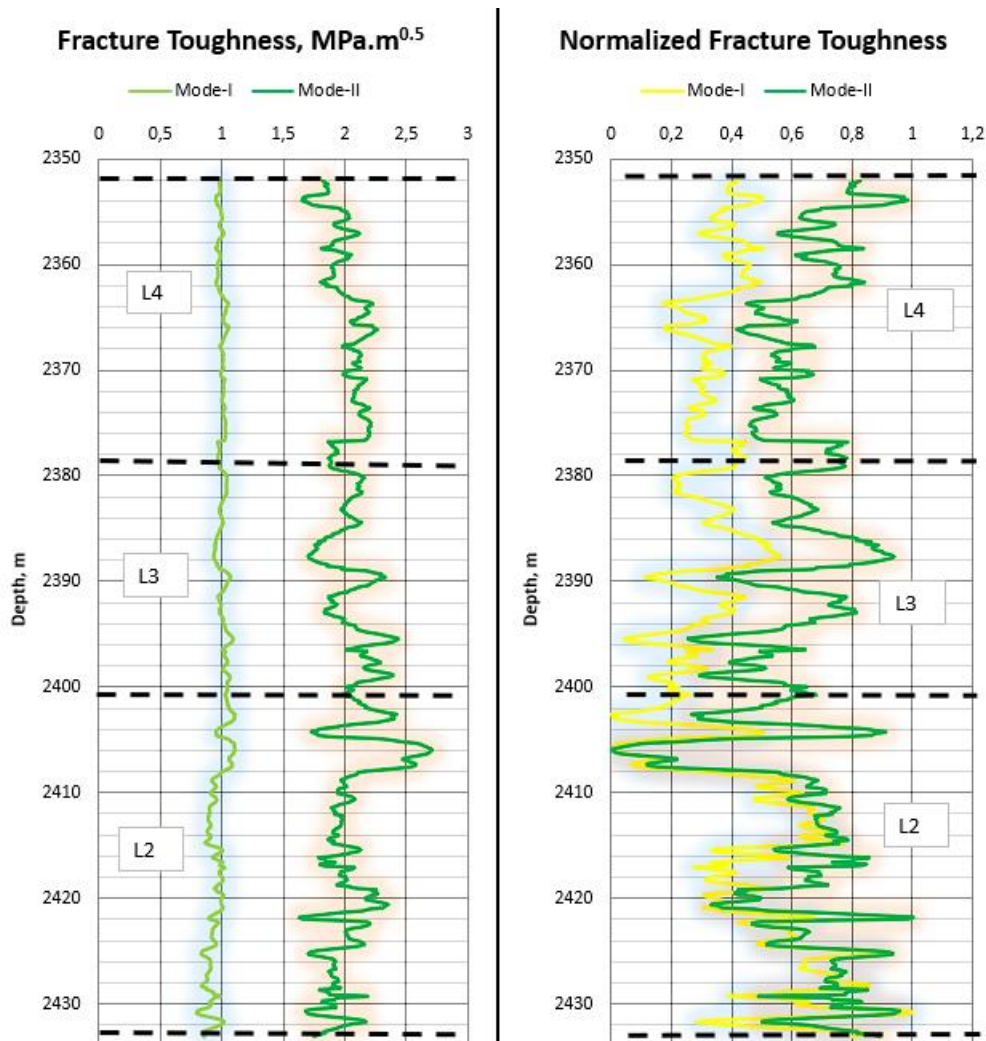 Fracture Toughness, MPa.m0.5
Mode-I Mode-II
0 0,5 1 1,5 2 2,5 3
2350
2360
2370
2380
2390
2400
2410
2420
2430
Depth, m
L4
L3
L2
Normalized Fracture Toughness
Mode-I Mode-II
0 0,2 0,4 0,6 0,8 1 1,2
2350
2360
2370
2380
2390
2400
2410
2420
2430
Depth, m
L4
L3
L2